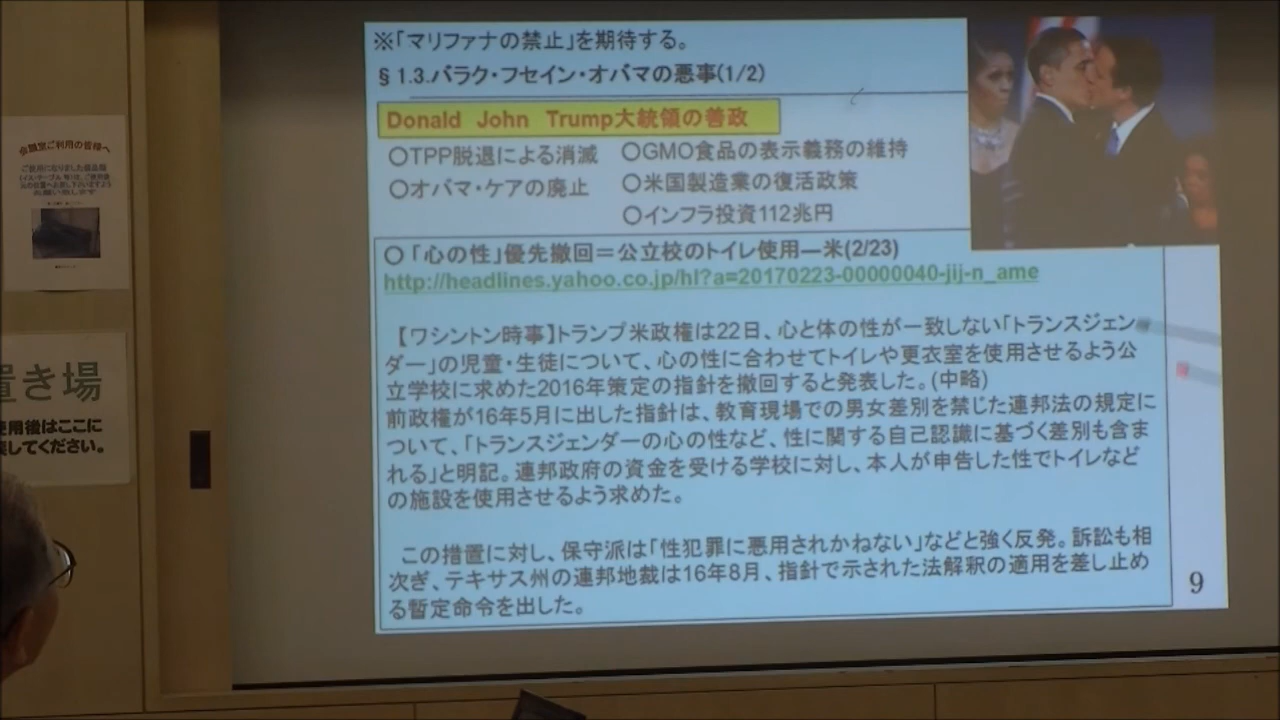 ※「マリファナの禁止」を期待する。
§1.3.バラク・フセイン・オバマの悪事(1/2)
Donald John Trump大統領の善政
○TPP脱退による消滅
○GMO食品の表示義務の維持
○オバマ・ケアの廃止
○米国製造業の復活政策
○インフラ投資112兆円
○「心の性」優先撤回＝公立校のトイレ使用―米(2/23)
http://headlines.yahoo.co.jp/hl?a=20170223-00000040-jij-n_ame
【ワシントン時事】トランプ米政権は22日、心と体の性が一致しない「トランスジェン
ダー」の児童・生徒について、心の性に合わせてトイレや更衣室を使用させるよう公
立学校に求めた2016年策定の指針を撤回すると発表した。(中略)
前政権が16年5月に出した指針は、教育現場での男女差別を禁じた連邦法の規定に
ついて、「トランスジェンダーの心の性など、性に関する自己認識に基づく差別も含ま
れる」と明記。連邦政府の資金を受ける学校に対し、本人が申告した性でトイレなど
の施設を使用させるよう求めた。
この措置に対し、保守派は「性犯罪に悪用されかねない」などと強く反発。訴訟も相
次ぎ、テキサス州の連邦地裁は16年8月、指針で示された法解釈の適用を差し止め
る暫定命令を出した。
9
会議室ご利用の皆様へ
置き場
使用後はここに
してください。